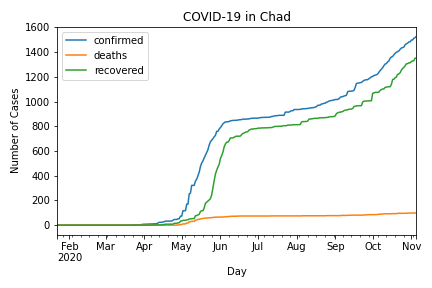 COVID-19 in Chad
confirmed
deaths
recovered
Number of Cases
1600
1400
1200
1000
800
600
400
200
0
Feb Mar Apr May Jun Jul Aug Sep Oct Nov
2020
Day